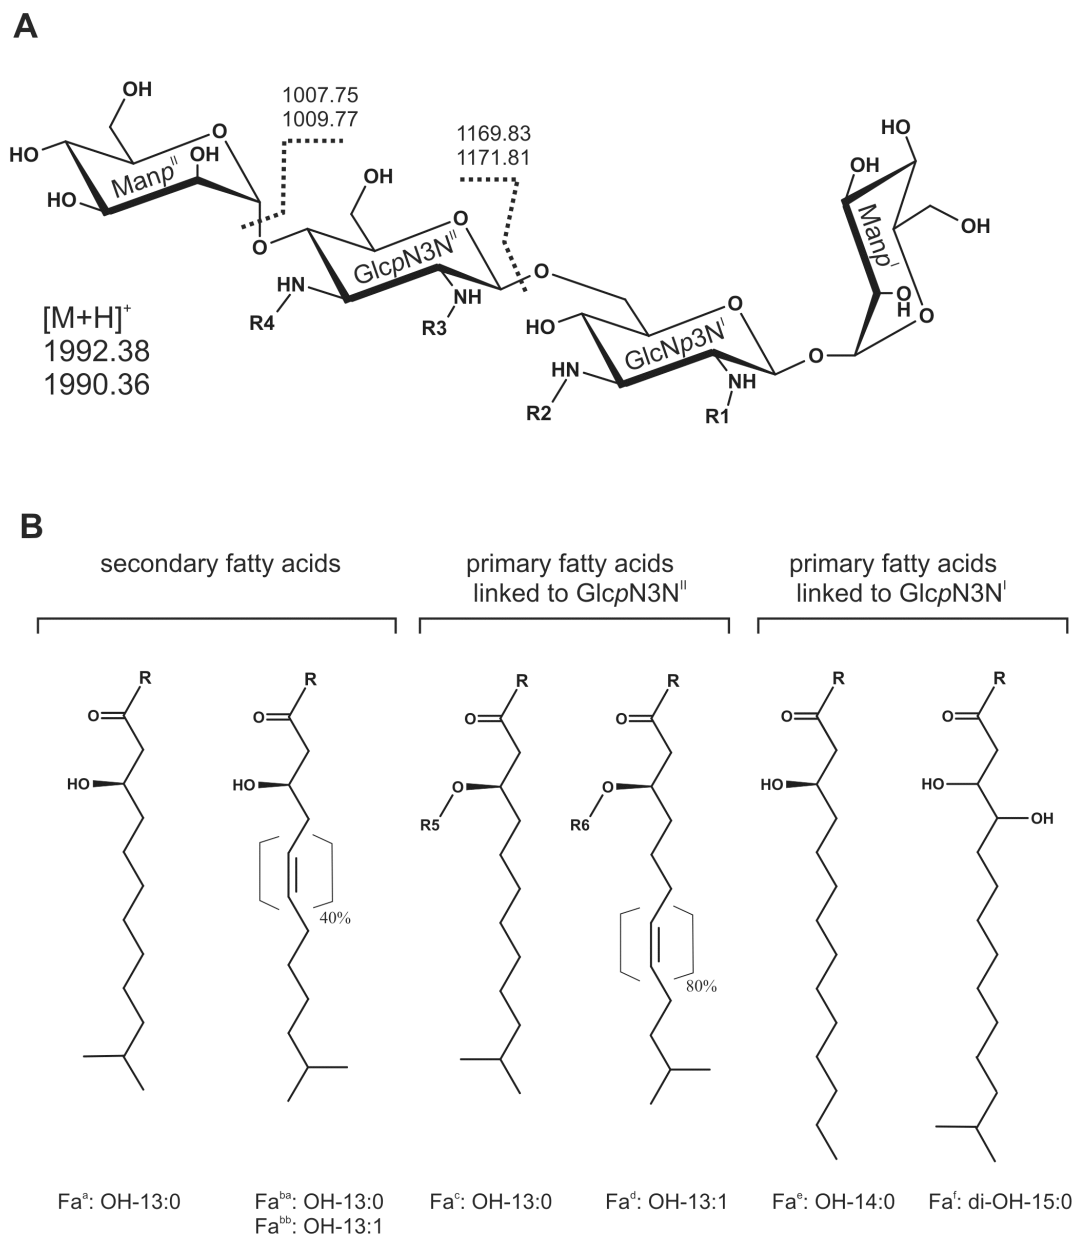 A
OH
1007.75
1009.77
1169.83
1171.81
HO
O
OH
HO
OH
Manp^II
HO
OH
OH
O
OH
Manp^I
O
GlcpN3N^II
HN
O
NH
R4
R3
O
HO
GlcNp3N^I
O
H
O
O
HN
NH
R2
R1
[M+H]^+
1992.38
1990.36
B
secondary fatty acids
primary fatty acids
linked to GlcpN3N^II
primary fatty acids
linked to GlcpN3N^I
R
R
R
R
R
R
O
O
O
O
O
O
HO
HO
O
O
HO
HO
R5
R6
OH
40%
80%
Fa^a: OH-13:0
Fa^ba: OH-13:0
Fa^bb: OH-13:1
Fa^c: OH-13:0
Fa^d: OH-13:1
Fa^e: OH-14:0
Fa^f: di-OH-15:0